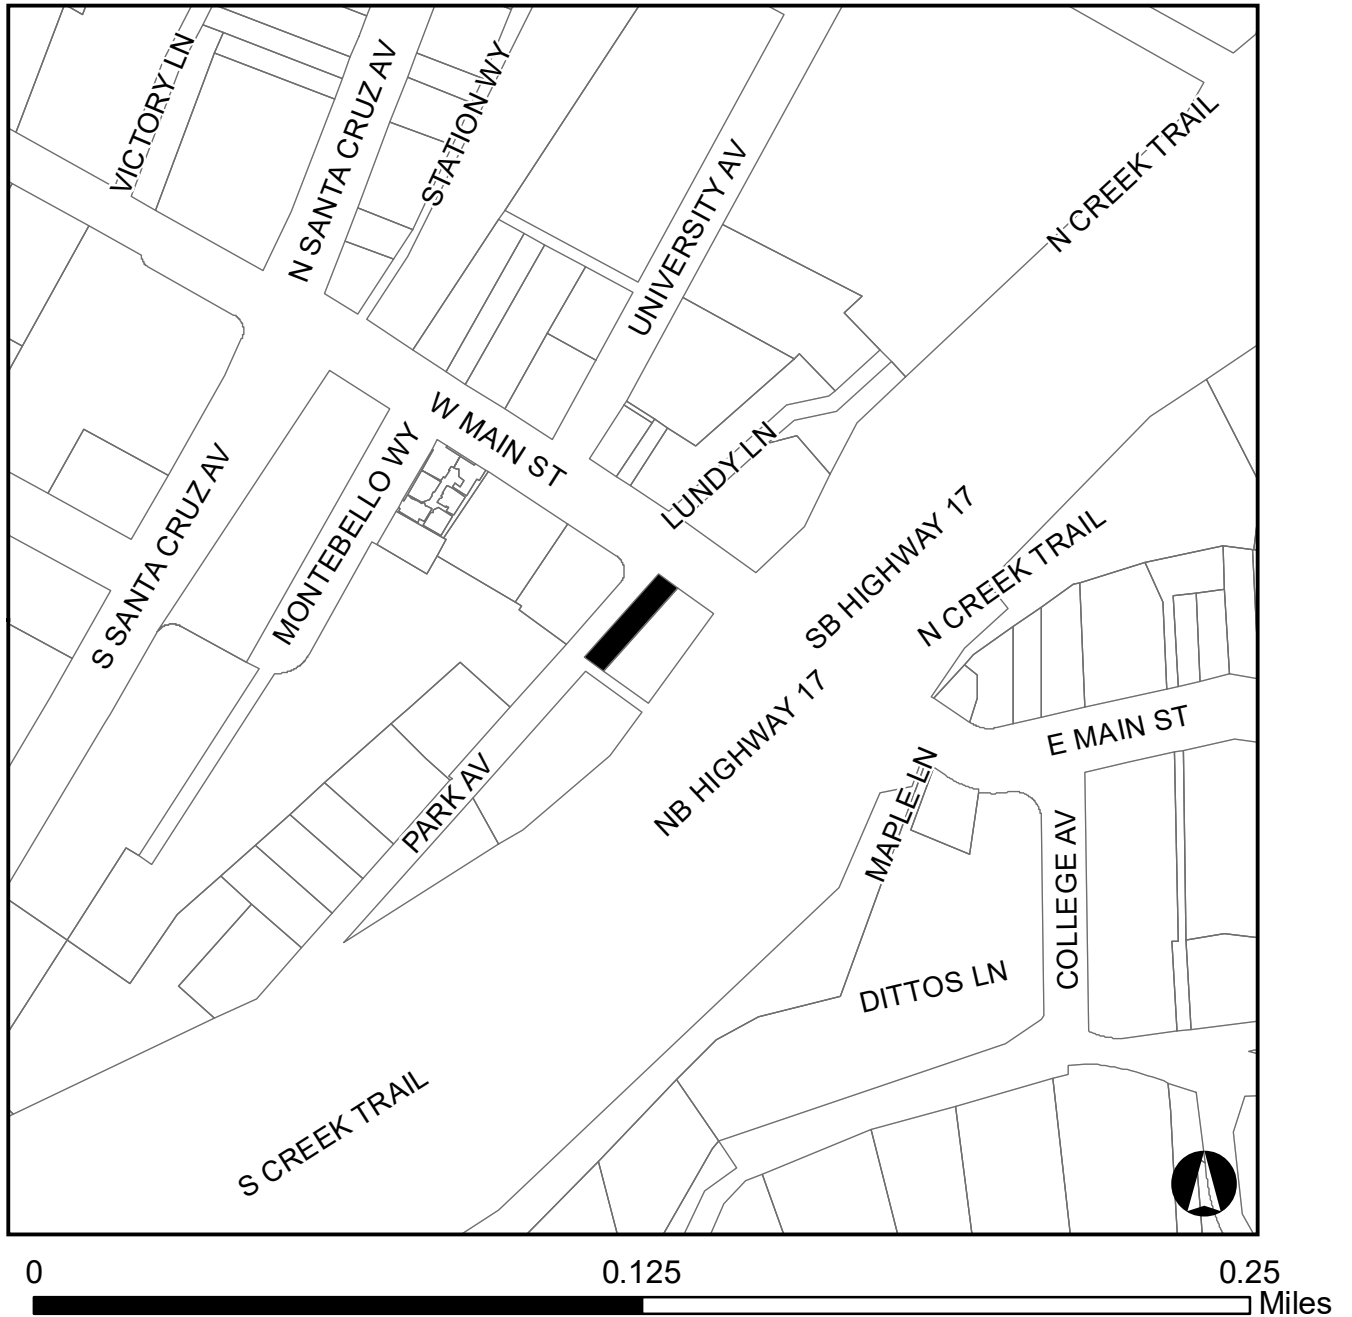 VICTORY LN
N SANTA CRUZ AV
STATION WY
UNIVERSITY AV
N CREEK TRAIL
W MAIN ST
LUNDY LN
MONTEBELLO WY
S SANTA CRUZ AV
SB HIGHWAY 17
N CREEK TRAIL
NB HIGHWAY 17
E MAIN ST
PARK AV
MAPLE LN
COLLEGE AV
DITTOS LN
S CREEK TRAIL
0 0.125 0.25
Miles